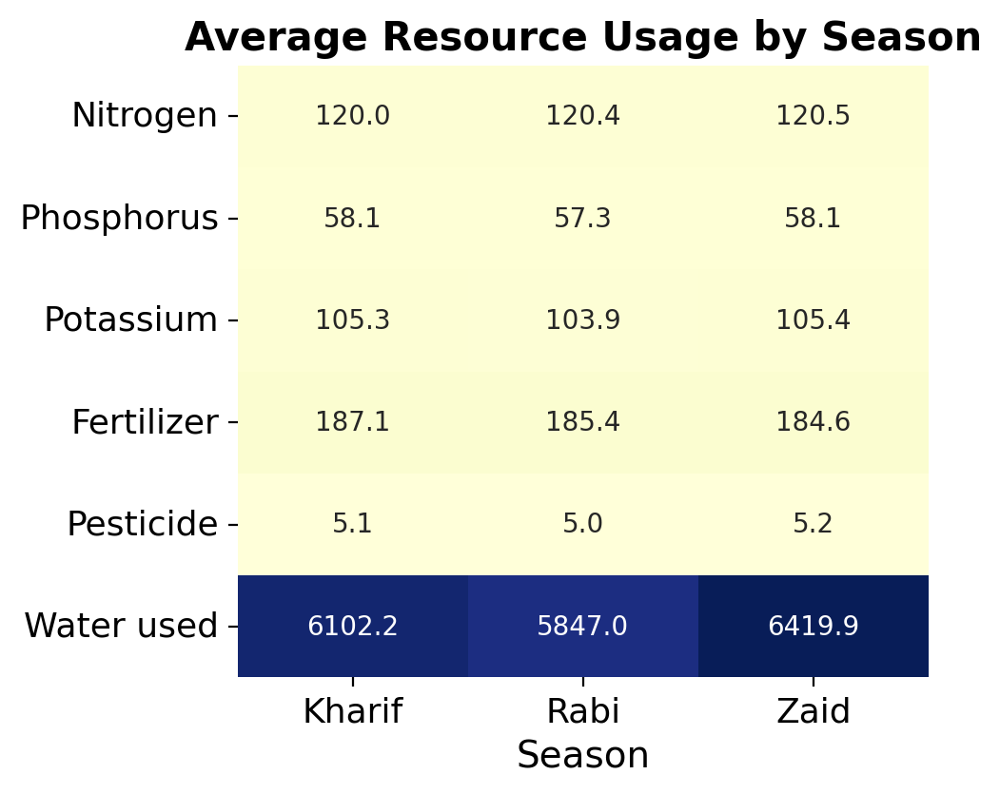 Average Resource Usage by Season
Nitrogen 120.0 120.4 120.5
Phosphorus 58.1 57.3 58.1
Potassium 105.3 103.9 105.4
Fertilizer 187.1 185.4 184.6
Pesticide 5.1 5.0 5.2
Water used 6102.2 5847.0 6419.9
Kharif Rabi Zaid
Season